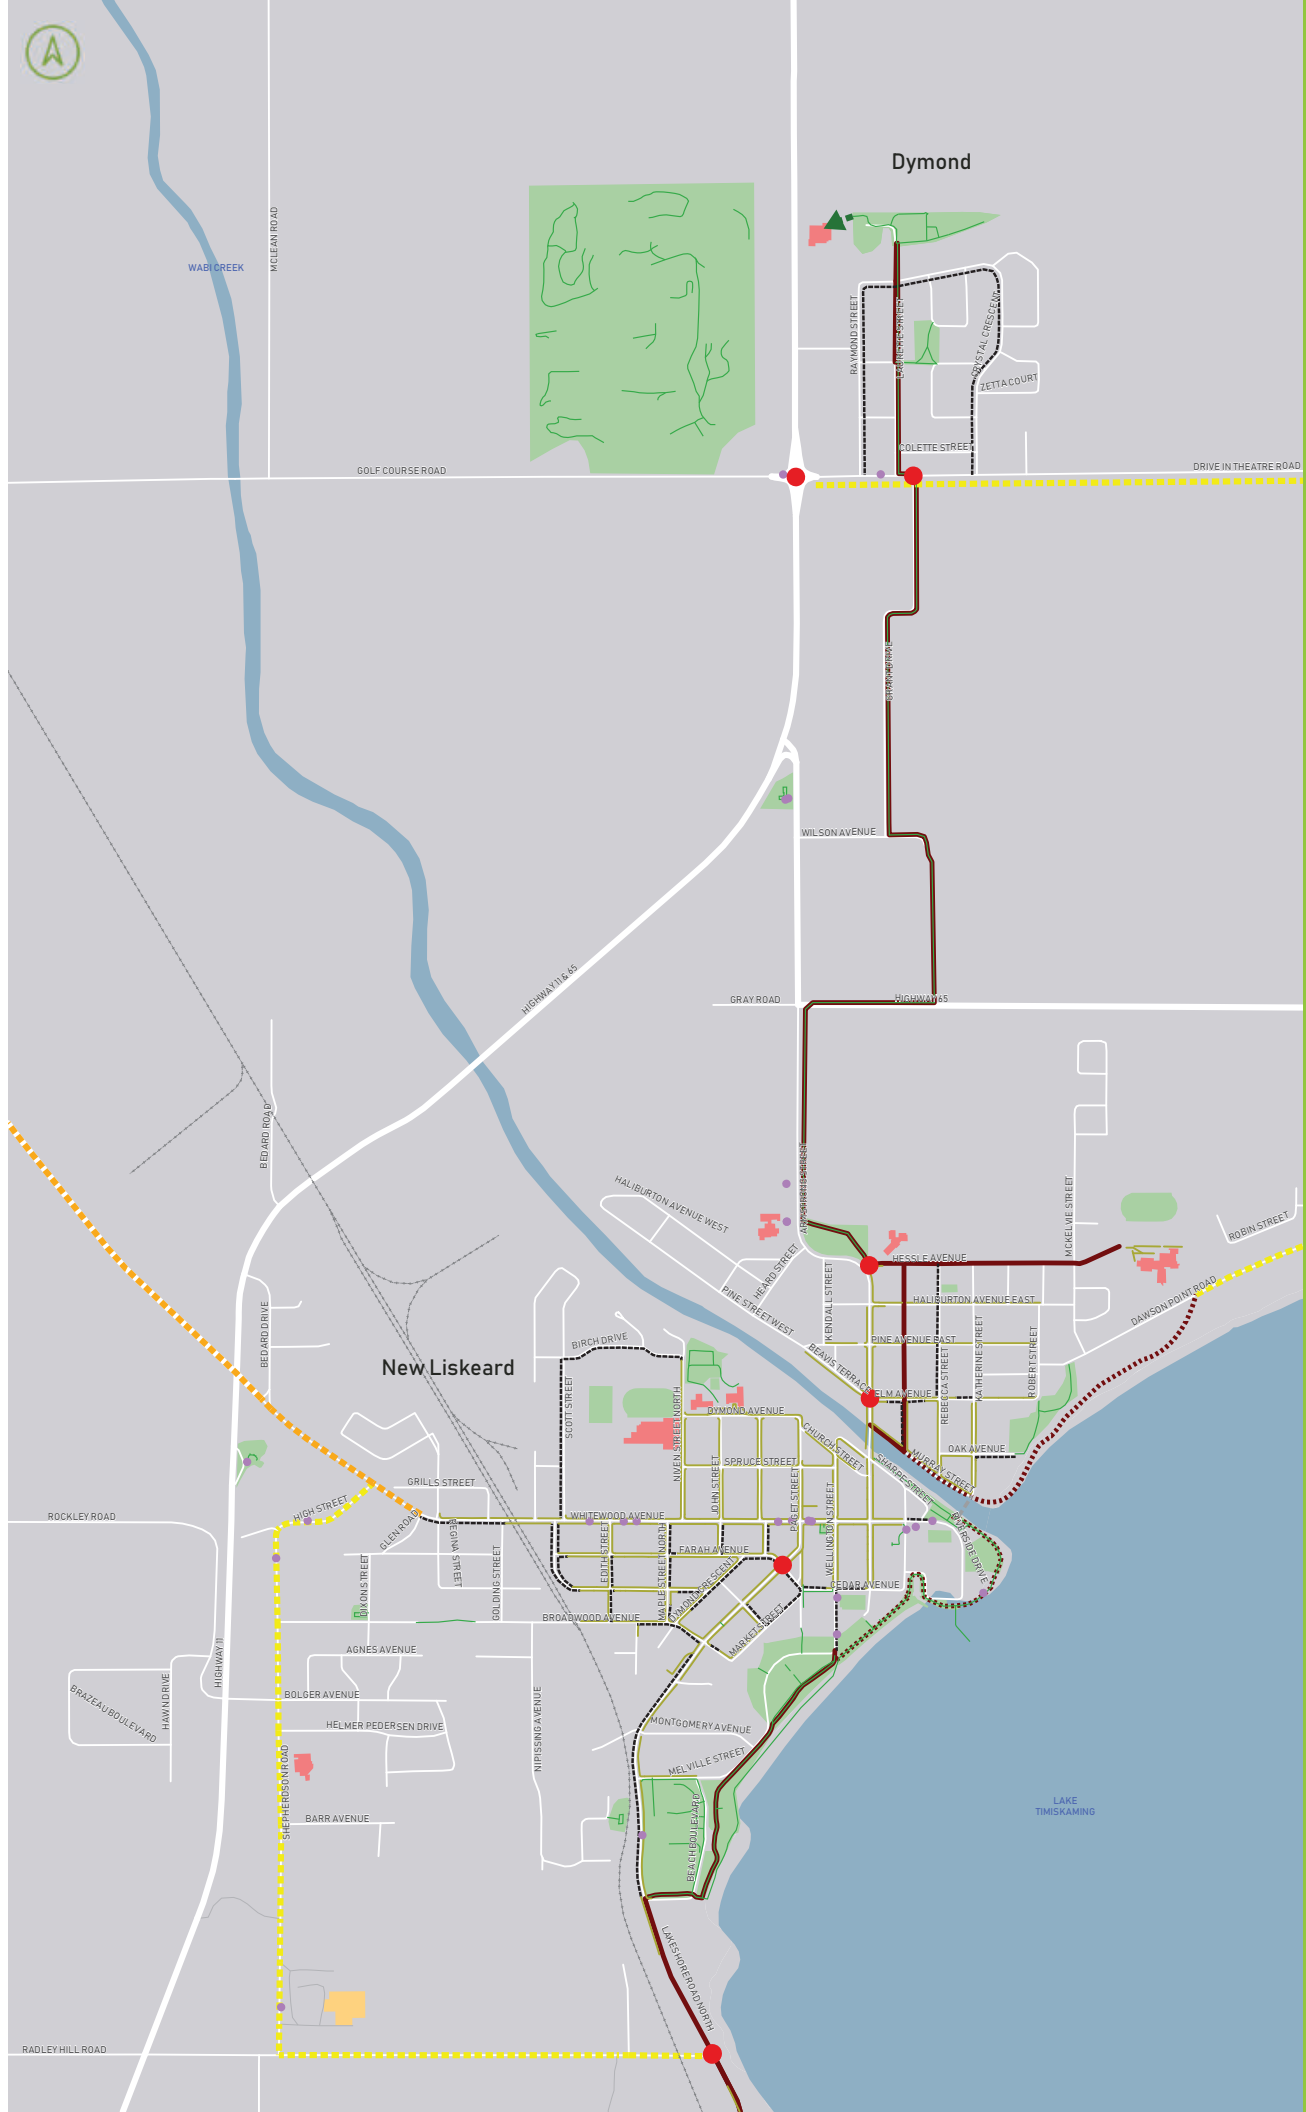 Dymond
MCLEAN ROAD
WABI CREEK
RAYMOND STREET
CRYSTAL CRESCENT
ZETTA COURT
COLETTE STREET
GOLF COURSE ROAD
DRIVE IN THEATRE ROAD
WILSON AVENUE
HIGHWAY 11 & 65
GRAY ROAD
HIGHWAY 65
BEDARD ROAD
HALIBURTON AVENUE WEST
MCKELVIE STREET
ROBIN STREET
HEARD STREET
HESSLE AVENUE
PINE STREET WEST
KENDALL STREET
HALIBURTON AVENUE EAST
DAWSON POINT ROAD
BEDARD DRIVE
BIRCH DRIVE
PINE AVENUE EAST
KATHERINE STREET
ROBERT STREET
New Liskeard
BEAVIS TERRACE
REBECCA STREET
ELM AVENUE
SCOTT STREET
NIVEN STREET NORTH
DYMOND AVENUE
CHURCH STREET
OAK AVENUE
MURRAY STREET
SPRUCE STREET
JOHN STREET
PAGET STREET
SHARPE STREET
GRILLS STREET
HIGH STREET
WELLINGTON STREET
ROCKLEY ROAD
GLEN ROAD
WHITEWOOD AVENUE
RIVERSIDE DRIVE
REGINA STREET
EDITH STREET
MAPLE STREET NORTH
FARAH AVENUE
DIXON STREET
GOLDING STREET
DYMOND CRESCENT
CEDAR AVENUE
BROADWOOD AVENUE
MARKET STREET
AGNES AVENUE
HIGHWAY 11
BRAZEAU BOULEVARD
HAWN DRIVE
BOLGER AVENUE
NIPISSING AVENUE
HELMER PEDERSEN DRIVE
MONTGOMERY AVENUE
SHEPHERDSON ROAD
MELVILLE STREET
BEACH BOULEVARD
LAKE
TIMISKAMING
BARR AVENUE
LAKESHORE ROAD NORTH
RADLEY HILL ROAD